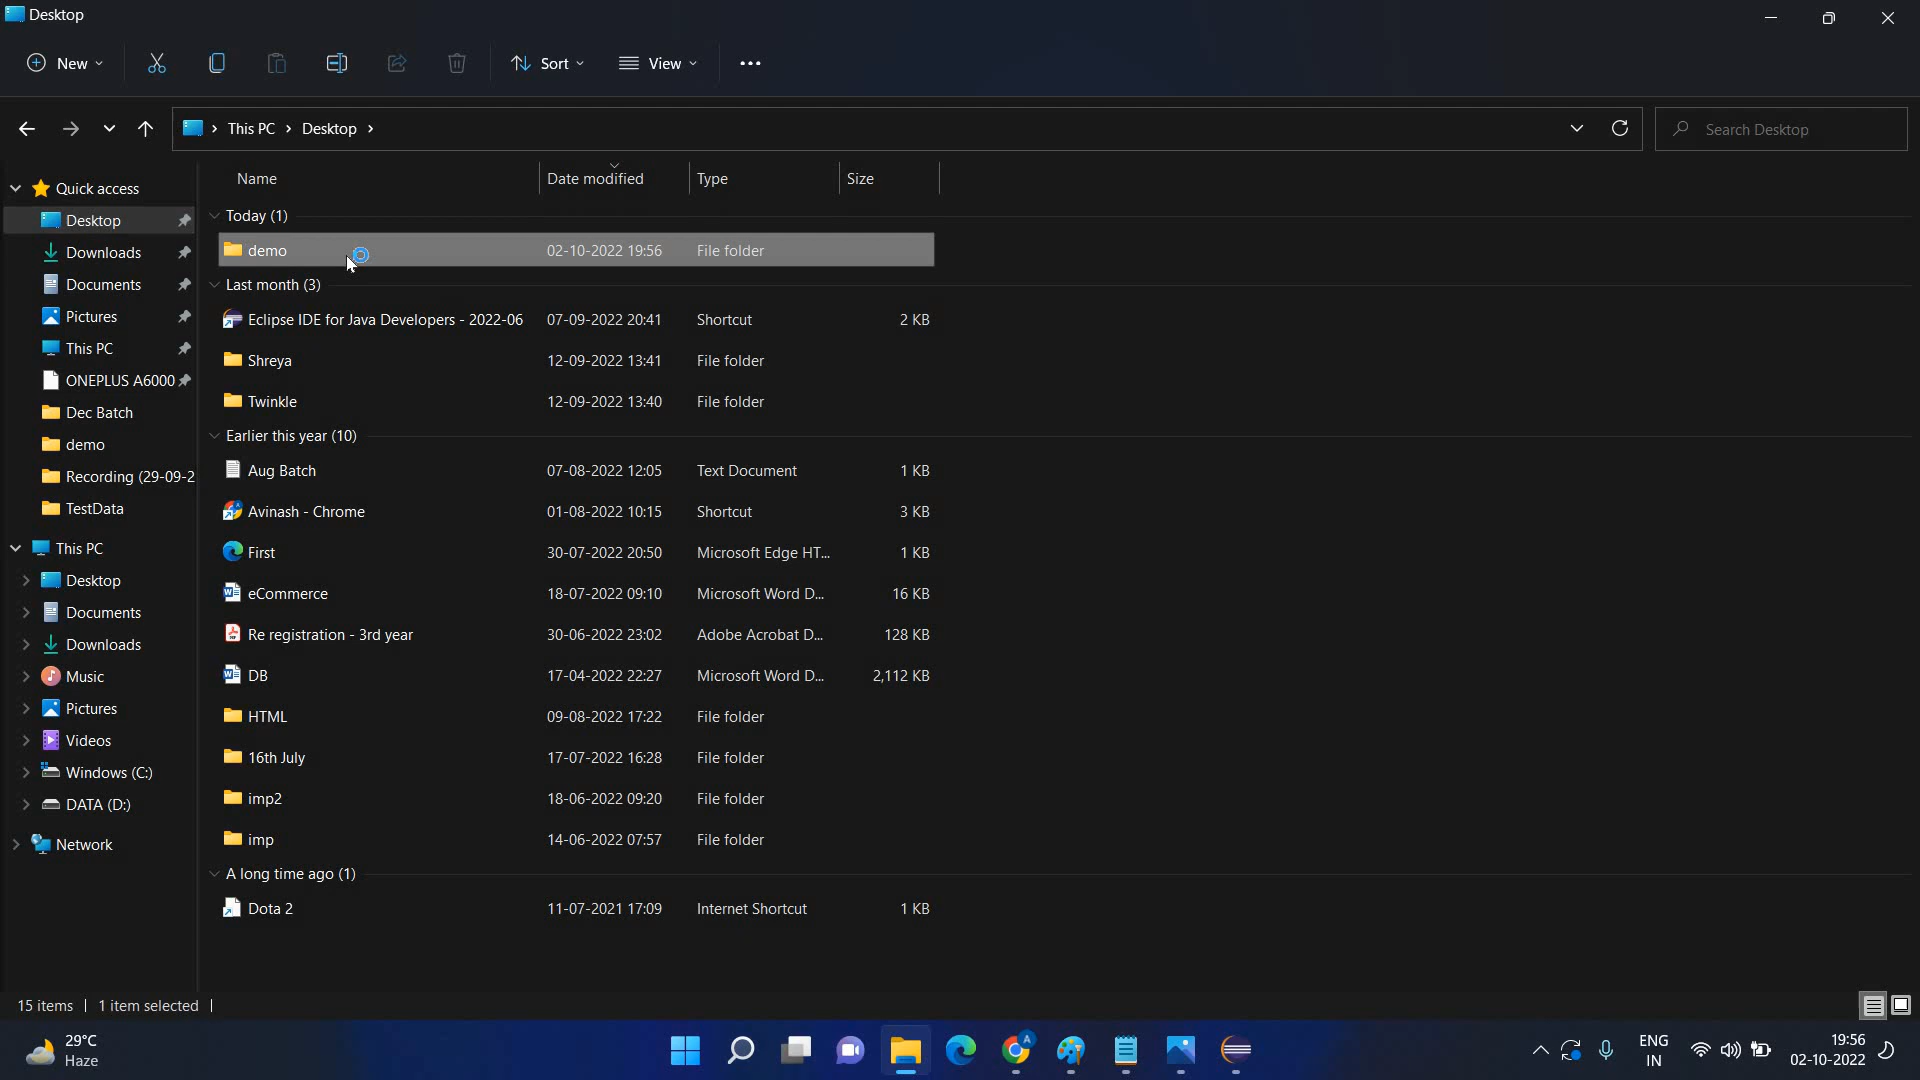 Desktop
New
Sort
View
This PC
Desktop
Search Desktop
Name
Date modified
Type
Size
Quick access
Desktop
Downloads
Documents
Pictures
This PC
ONEPLUS A6000
Dec Batch
demo
Recording (29-09-2
TestData
This PC
Desktop
Documents
Downloads
Music
Pictures
Videos
Windows (C:)
DATA (D:)
Network
Today (1)
demo 02-10-2022 19:56 File folder
Last month (3)
Eclipse IDE for Java Developers - 2022-06 07-09-2022 20:41 Shortcut 2 KB
Shreya 12-09-2022 13:41 File folder
Twinkle 12-09-2022 13:40 File folder
Earlier this year (10)
Aug Batch 07-08-2022 12:05 Text Document 1 KB
Avinash - Chrome 01-08-2022 10:15 Shortcut 3 KB
First 30-07-2022 20:50 Microsoft Edge HT... 1 KB
eCommerce 18-07-2022 09:10 Microsoft Word D... 16 KB
Re registration - 3rd year 30-06-2022 23:02 Adobe Acrobat D... 128 KB
DB 17-04-2022 22:27 Microsoft Word D... 2,112 KB
HTML 09-08-2022 17:22 File folder
16th July 17-07-2022 16:28 File folder
imp2 18-06-2022 09:20 File folder
imp 14-06-2022 07:57 File folder
A long time ago (1)
Dota 2 11-07-2021 17:09 Internet Shortcut 1 KB
15 items
1 item selected
29°C
Haze
ENG
IN
19:56
02-10-2022